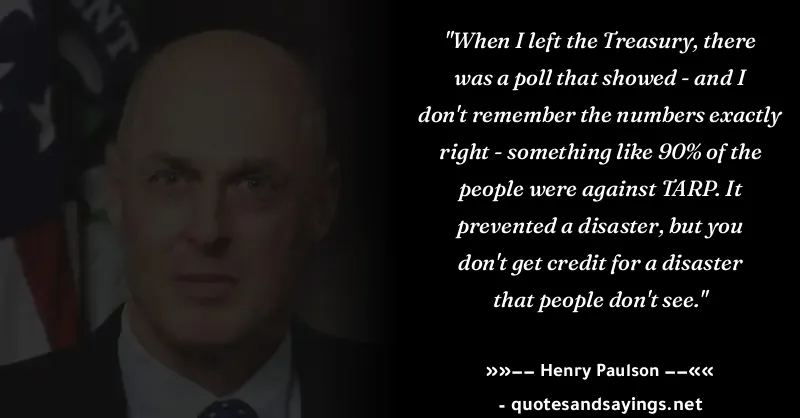 NT
"When I left the Treasury, there
was a poll that showed - and I
don't remember the numbers exactly
right - something like 90% of the
people were against TARP. It
prevented a disaster, but you
don't get credit for a disaster
that people don't see."
»»−− Henry Paulson −−««
- quotesandsayings.net